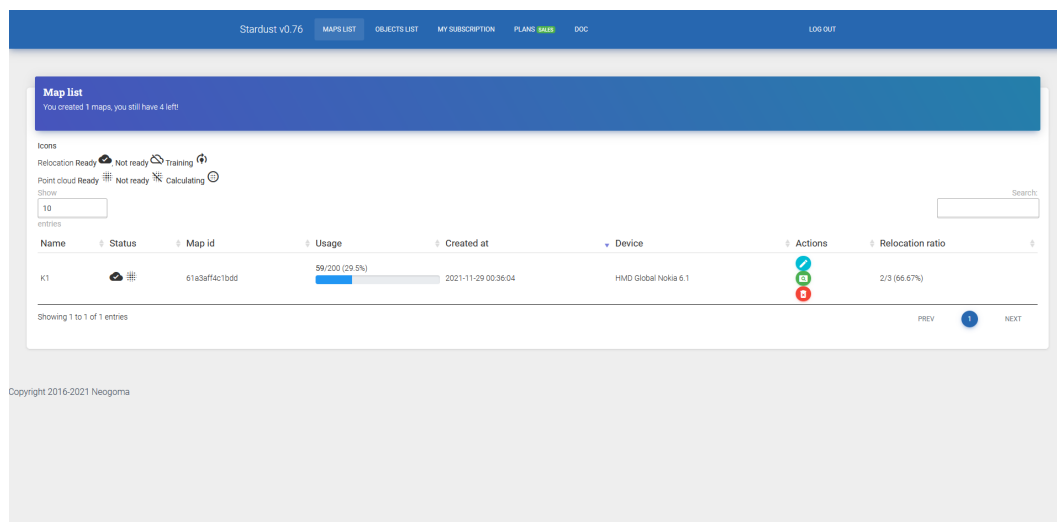 Stardust v0.76 MAPS LIST OBJECTS LIST MY SUBSCRIPTION PLANS SALES DOC LOG OUT
Map list
You created 1 maps, you still have 4 left!
Icons
Relocation Ready , Not ready Training
Point cloud Ready Not ready Calculating
Show
10
entries
Search:
Name Status Map id Usage Created at Device Actions Relocation ratio
K1 61a3aff4c1bdd 59/200 (29.5%) 2021-11-29 00:36:04 HMD Global Nokia 6.1 2/3 (66.67%)
Showing 1 to 1 of 1 entries PREV 1 NEXT
Copyright 2016-2021 Neogoma